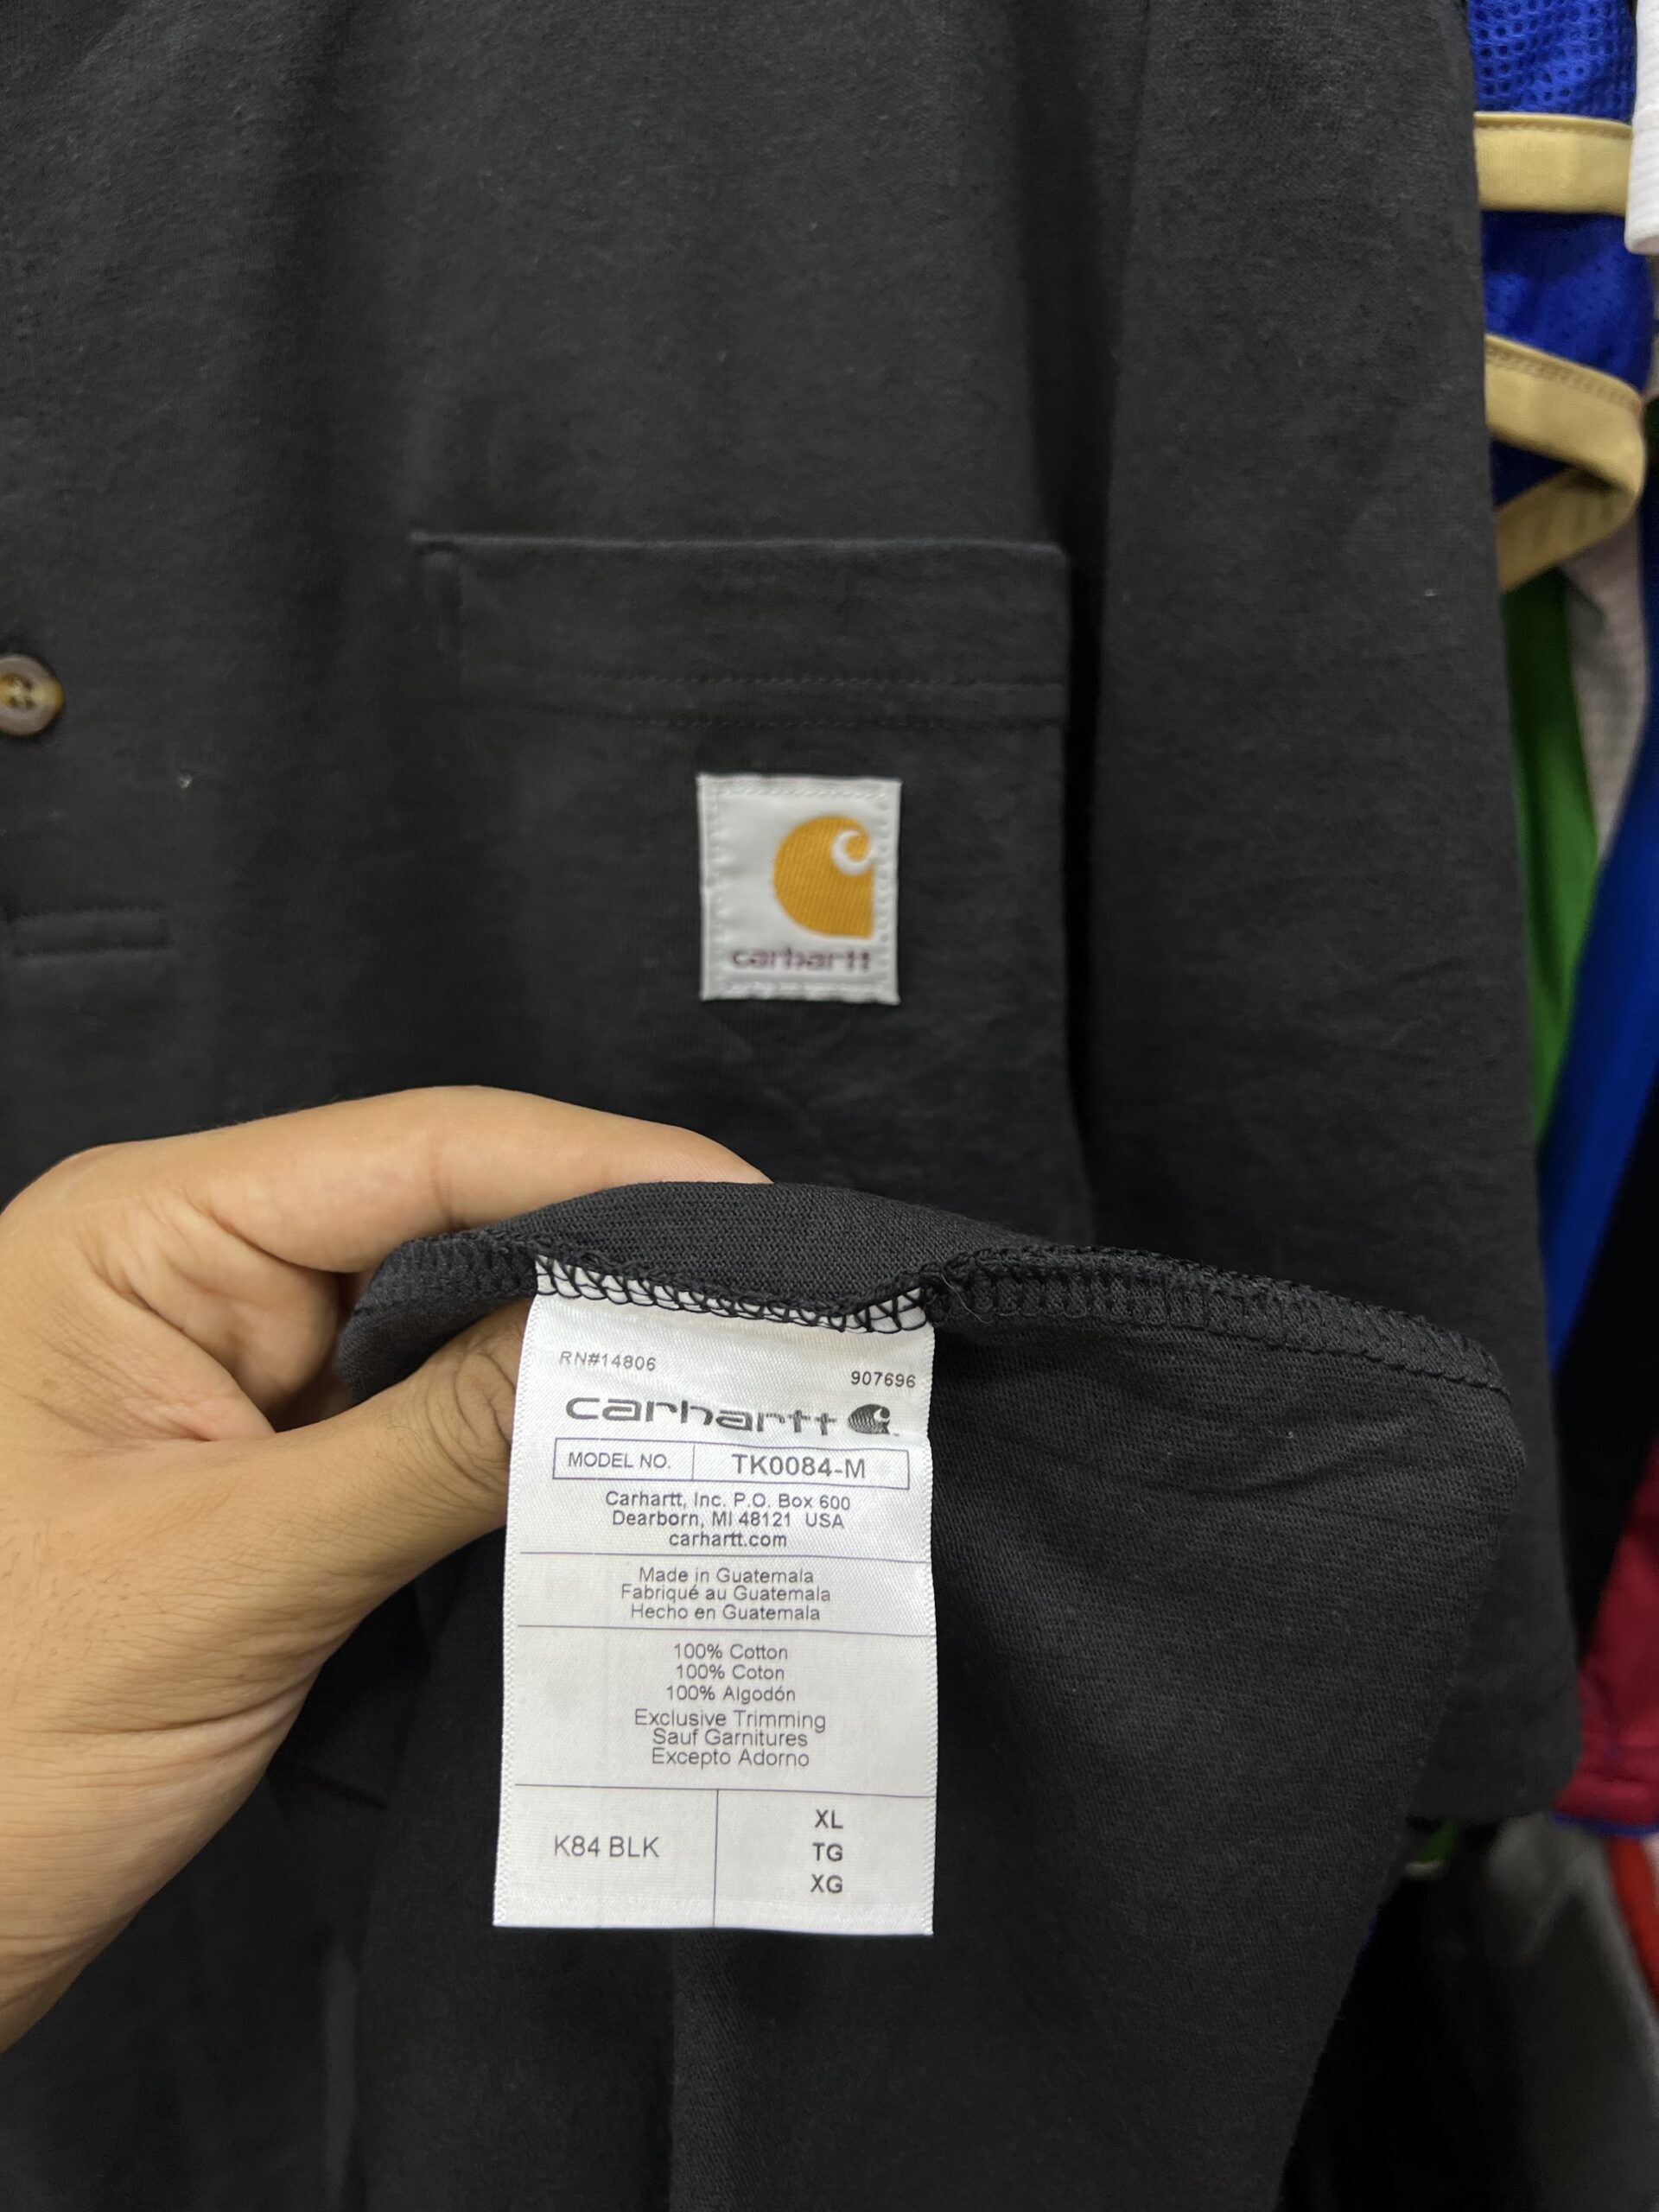 carhartt
RN#14806
907696
carhartt
MODEL NO. TK0084-M
Carhartt, Inc. P.O. Box 600
Dearborn, MI 48121 USA
carhartt.com
Made in Guatemala
Fabriqué au Guatemala
Hecho en Guatemala
100% Cotton
100% Coton
100% Algodón
Exclusive Trimming
Sauf Garnitures
Excepto Adorno
K84 BLK
XL
TG
XG